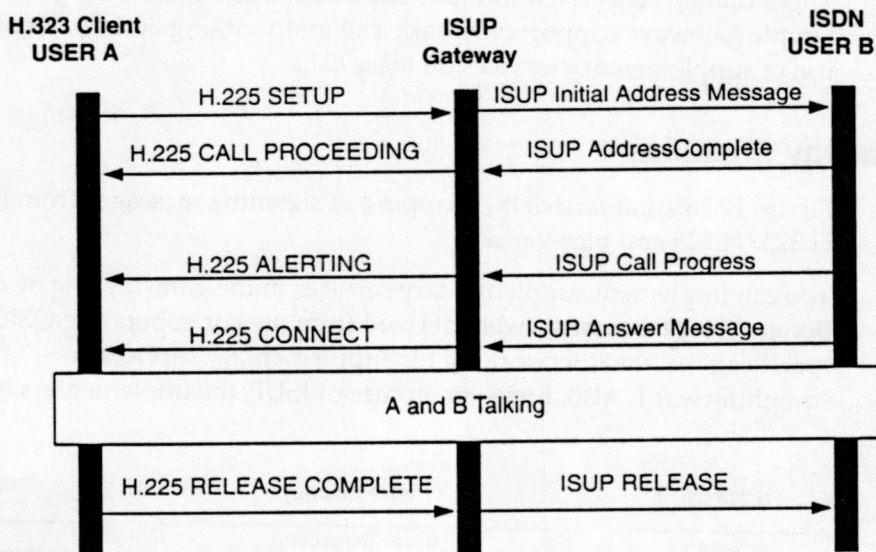 H.323 Client
USER A
ISUP
Gateway
ISDN
USER B
H.225 SETUP
ISUP Initial Address Message
H.225 CALL PROCEEDING
ISUP AddressComplete
H.225 ALERTING
ISUP Call Progress
H.225 CONNECT
ISUP Answer Message
A and B Talking
H.225 RELEASE COMPLETE
ISUP RELEASE